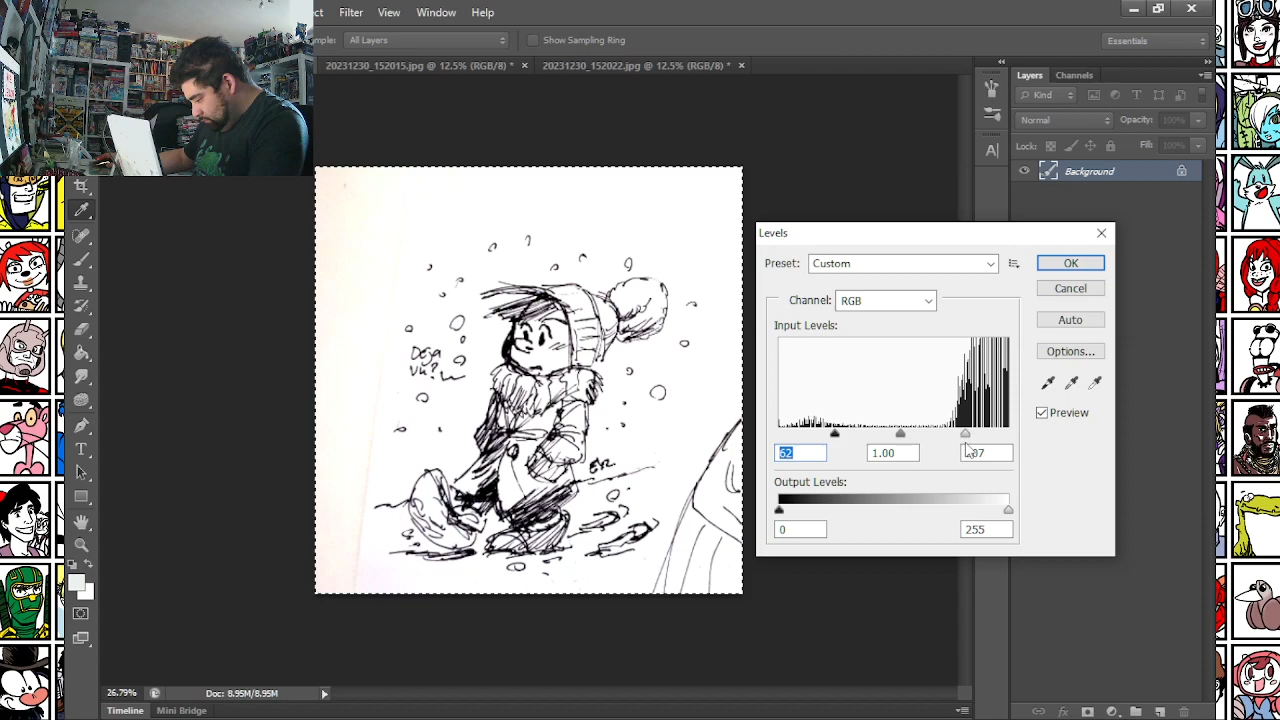 Filter View Window Help
All Layers
Show Sampling Ring
Essentials
20231230_152015.jpg @ 12.5% (RGB/8) * ×
20231230_152022.jpg @ 12.5% (RGB/8) * ×
Layers Channels
Kind
Normal Opacity: 100%
Lock: Fill: 100%
Background
Levels
Preset: Custom OK
Cancel
Channel: RGB
Auto
Input Levels:
Options...
Preview
62 1.00
Output Levels:
0 255
DEJA
VU?
26.79% Doc: 8.95M/8.95M
Timeline Mini Bridge